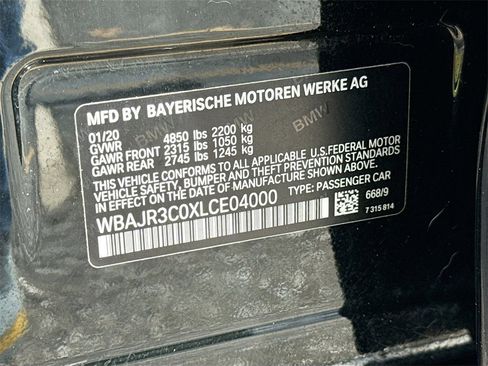 MFD BY BAYERISCHE MOTOREN WERKE AG
01/20
GVWR 4850 lbs 2200 kg
GAWR FRONT 2315 lbs 1050 kg
GAWR REAR 2745 lbs 1245 kg
THIS VEHICLE CONFORMS TO ALL APPLICABLE U.S.FEDERAL MOTOR
VEHICLE SAFETY, BUMPER, AND THEFT PREVENTION STANDARDS
IN EFFECT ON THE DATE OF MANUFACTURE SHOWN ABOVE.
WBAJR3C0XLCE04000 TYPE: PASSENGER CAR
668/9
7 315 814
BMW
BMW
BMW